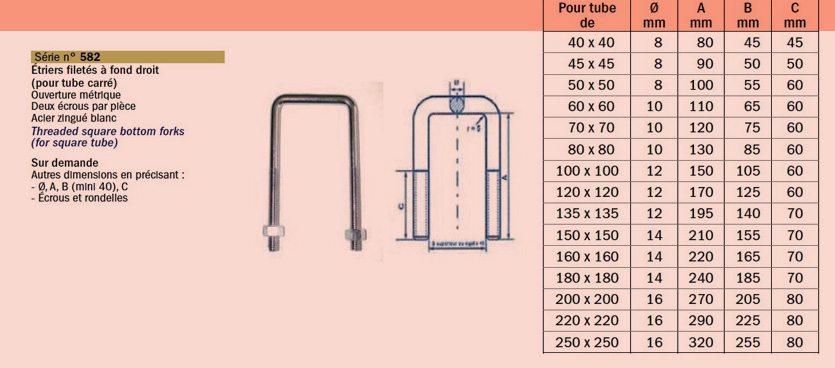 Série n° 582
Étriers filetés à fond droit
(pour tube carré)
Ouverture métrique
Deux écrous par pièce
Acier zingué blanc
Threaded square bottom forks
(for square tube)
Sur demande
Autres dimensions en précisant :
- Ø, A, B (mini 40), C
- Écrous et rondelles
A
C
Pour tube de Ø mm A mm B mm C mm
40 x 40 8 80 45 45
45 x 45 8 90 50 50
50 x 50 8 100 55 60
60 x 60 10 110 65 60
70 x 70 10 120 75 60
80 x 80 10 130 85 60
100 x 100 12 150 105 60
120 x 120 12 170 125 60
135 x 135 12 195 140 70
150 x 150 14 210 155 70
160 x 160 14 220 165 70
180 x 180 14 240 185 70
200 x 200 16 270 205 80
220 x 220 16 290 225 80
250 x 250 16 320 255 80